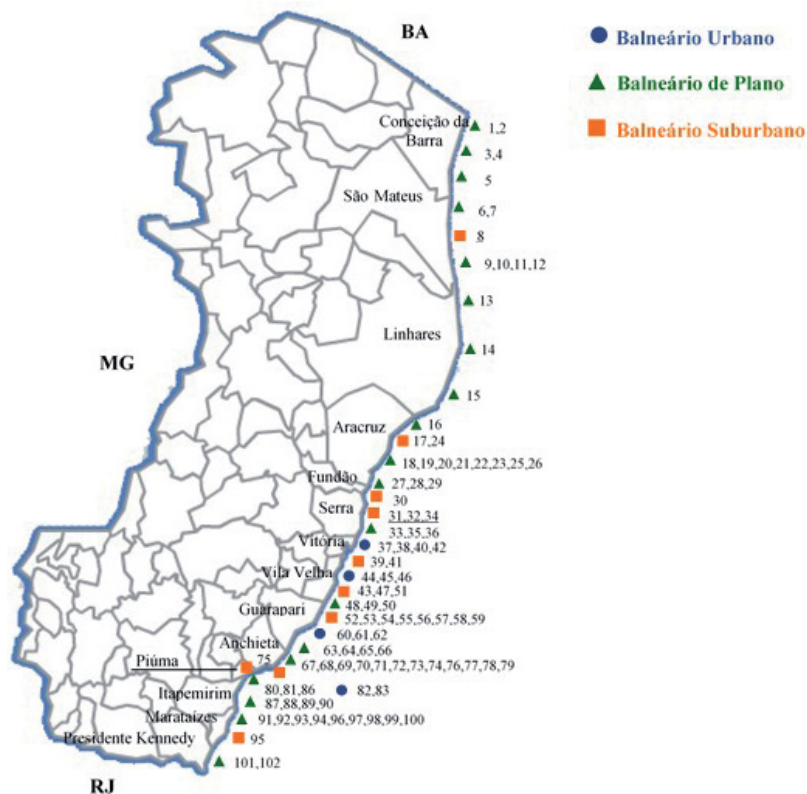 BA
Balneário Urbano
Balneário de Plano
Balneário Suburbano
Conceição da
Barra
1,2
3,4
5
São Mateus
6,7
8
9,10,11,12
13
Linhares
14
MG
15
Aracruz
16
17,24
18,19,20,21,22,23,25,26
Fundão
27,28,29
30
Serra
31,32,34
33,35,36
Vitória
37,38,40,42
39,41
Vila Velha
44,45,46
43,47,51
Guarapari
48,49,50
52,53,54,55,56,57,58,59
60,61,62
Anchieta
63,64,65,66
Piúma
75
67,68,69,70,71,72,73,74,76,77,78,79
Itapemirim
80,81,86
82,83
87,88,89,90
Marataízes
91,92,93,94,96,97,98,99,100
Presidente Kennedy
95
101,102
RJ